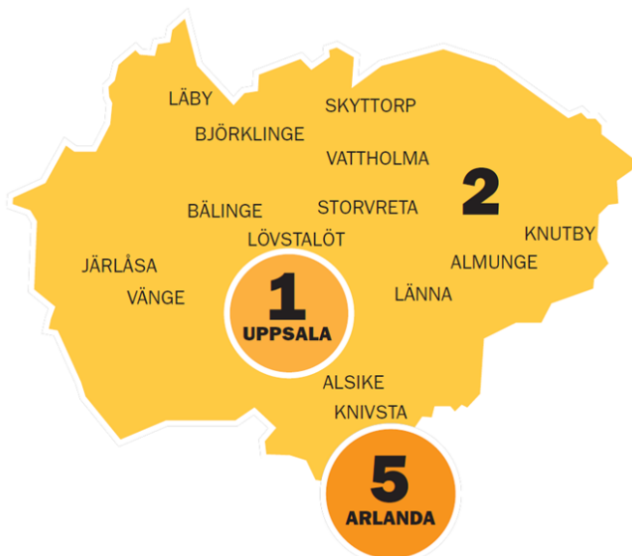 LÄBY
SKYTTORP
BJÖRKLINGE
VATTHOLMA
2
BÄLINGE
STORVRETA
KNUTBY
LÖVSTALÖT
ALMUNGE
JÄRLÅSA
VÄNGE
LÄNNA
1
UPPSALA
ALSIKE
KNIVSTA
5
ARLANDA